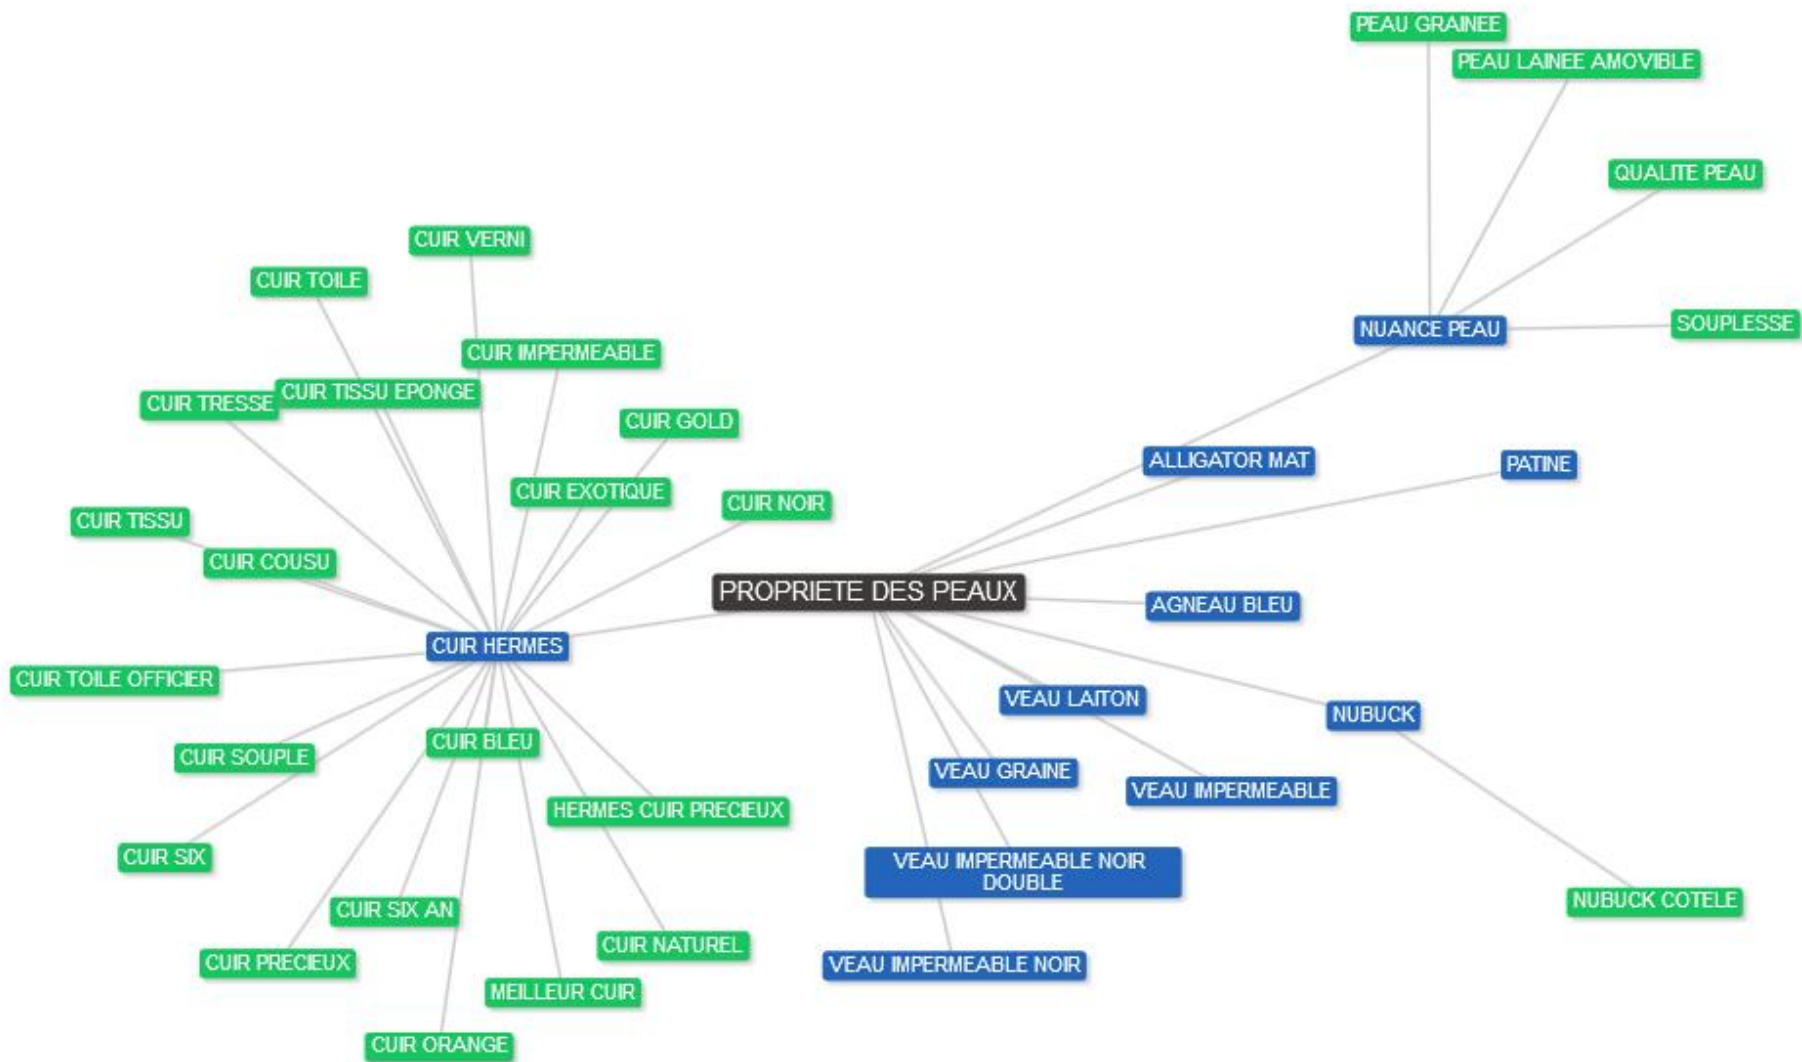 PEAU GRAINEE
PEAU LAINEE AMOVIBLE
QUALITE PEAU
CUIR VERNI
CUIR TOILE
NUANCE PEAU
SOUPLESSE
CUIR IMPERMEABLE
CUIR TISSU EPONGE
CUIR TRESSE
CUIR GOLD
ALLIGATOR MAT
PATINE
CUIR EXOTIQUE
CUIR NOIR
CUIR TISSU
CUIR COUSU
PROPRIETE DES PEAUX
AGNEAU BLEU
CUIR HERMES
CUIR TOILE OFFICIER
VEAU LAITON
NUBUCK
CUIR BLEU
CUIR SOUPLE
VEAU GRAINE
VEAU IMPERMEABLE
HERMES CUIR PRECIEUX
CUIR SIX
VEAU IMPERMEABLE NOIR
DOUBLE
NUBUCK COTELE
CUIR SIX AN
CUIR NATUREL
CUIR PRECIEUX
VEAU IMPERMEABLE NOIR
MEILLEUR CUIR
CUIR ORANGE